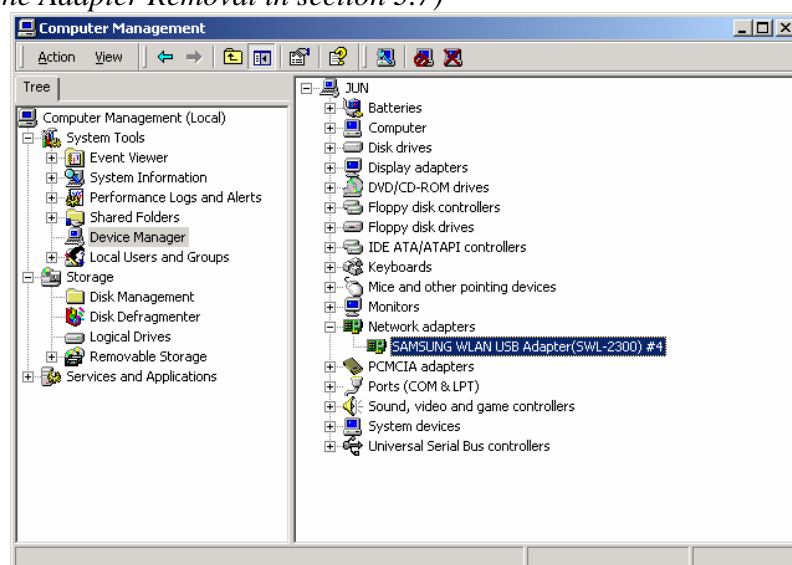 ne Adapter Removal in section 3.7)
Computer Management
Action View
Tree
Computer Management (Local)
System Tools
Event Viewer
System Information
Performance Logs and Alerts
Shared Folders
Device Manager
Local Users and Groups
Storage
Disk Management
Disk Defragmenter
Logical Drives
Removable Storage
Services and Applications
JUN
Batteries
Computer
Disk drives
Display adapters
DVD/CD-ROM drives
Floppy disk controllers
Floppy disk drives
IDE ATA/ATAPI controllers
Keyboards
Mice and other pointing devices
Monitors
Network adapters
SAMSUNG WLAN USB Adapter(SWL-2300) #4
PCMCIA adapters
Ports (COM & LPT)
Sound, video and game controllers
System devices
Universal Serial Bus controllers